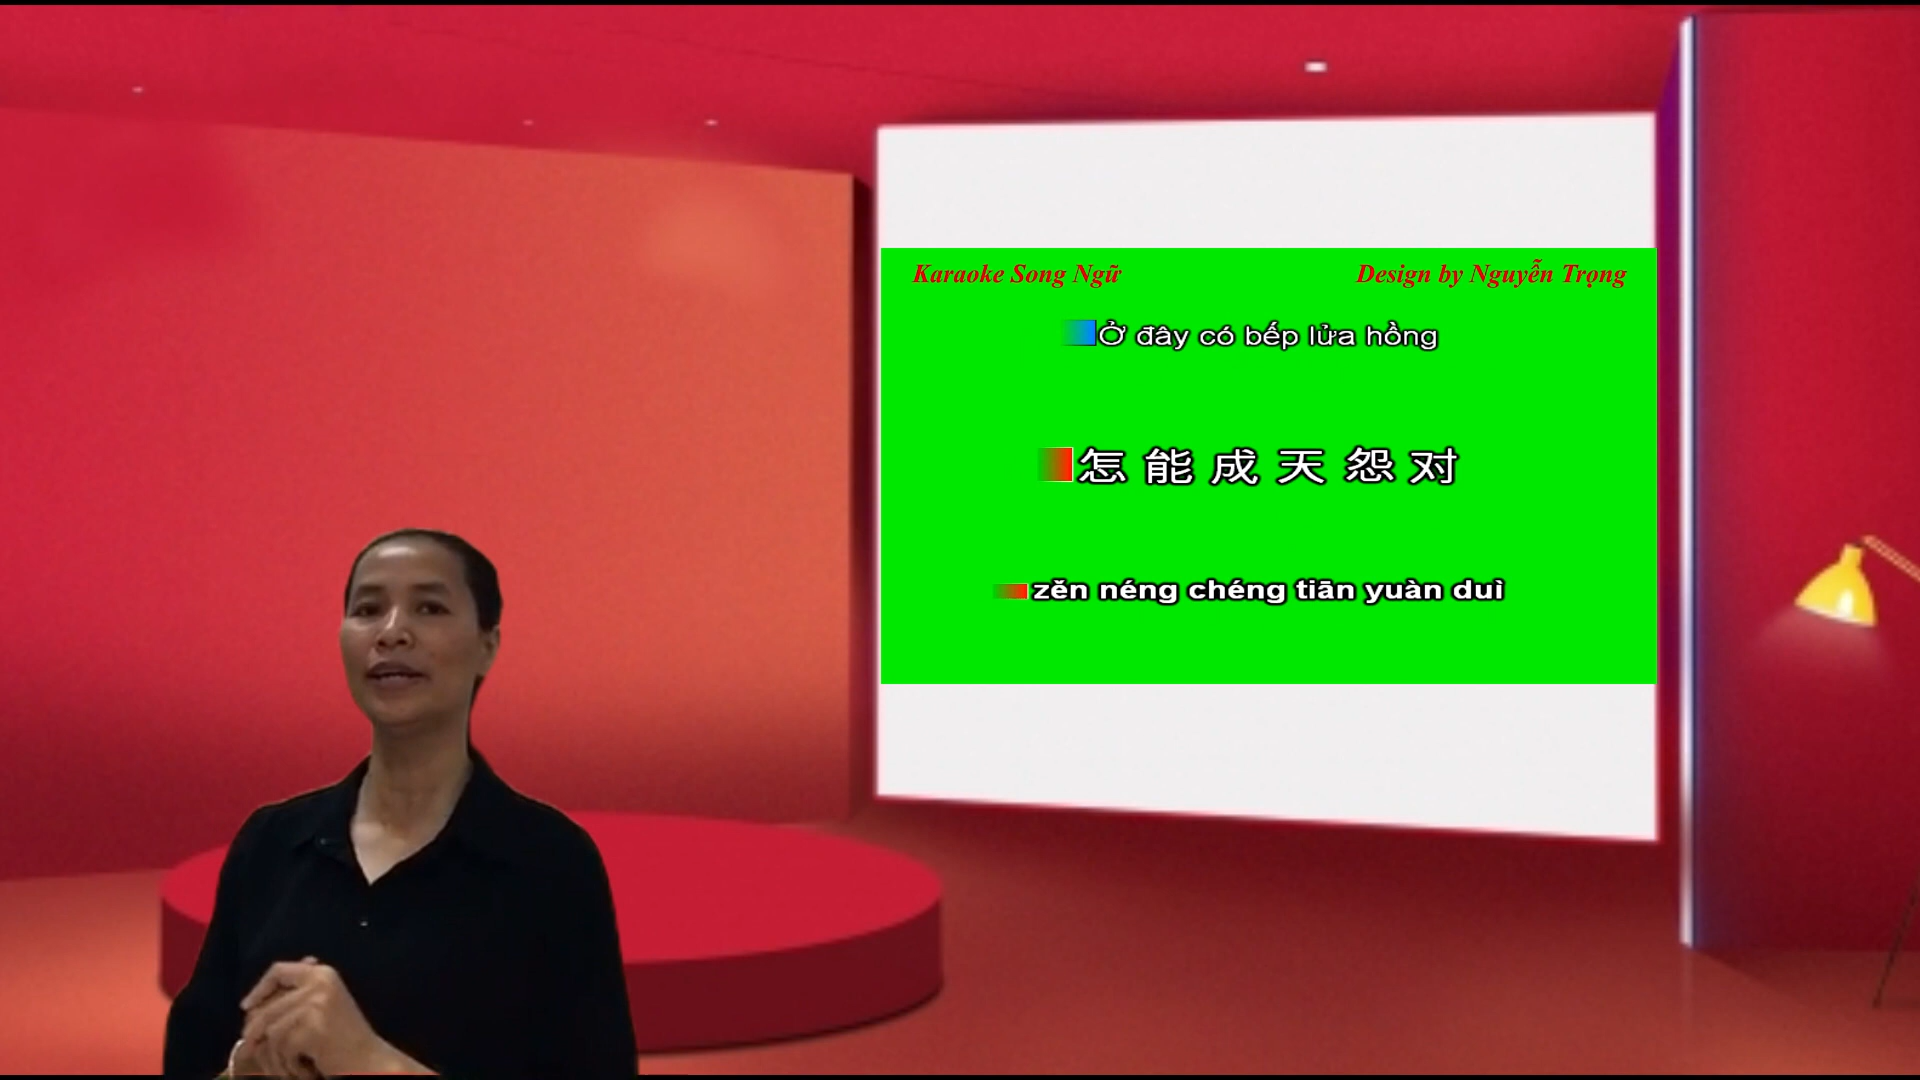 Karaoke Song Ngữ
Design by Nguyễn Trọng
Ở đây có bếp lửa hồng
怎 能 成 天 怨 对
zěn néng chéng tiān yuàn duì